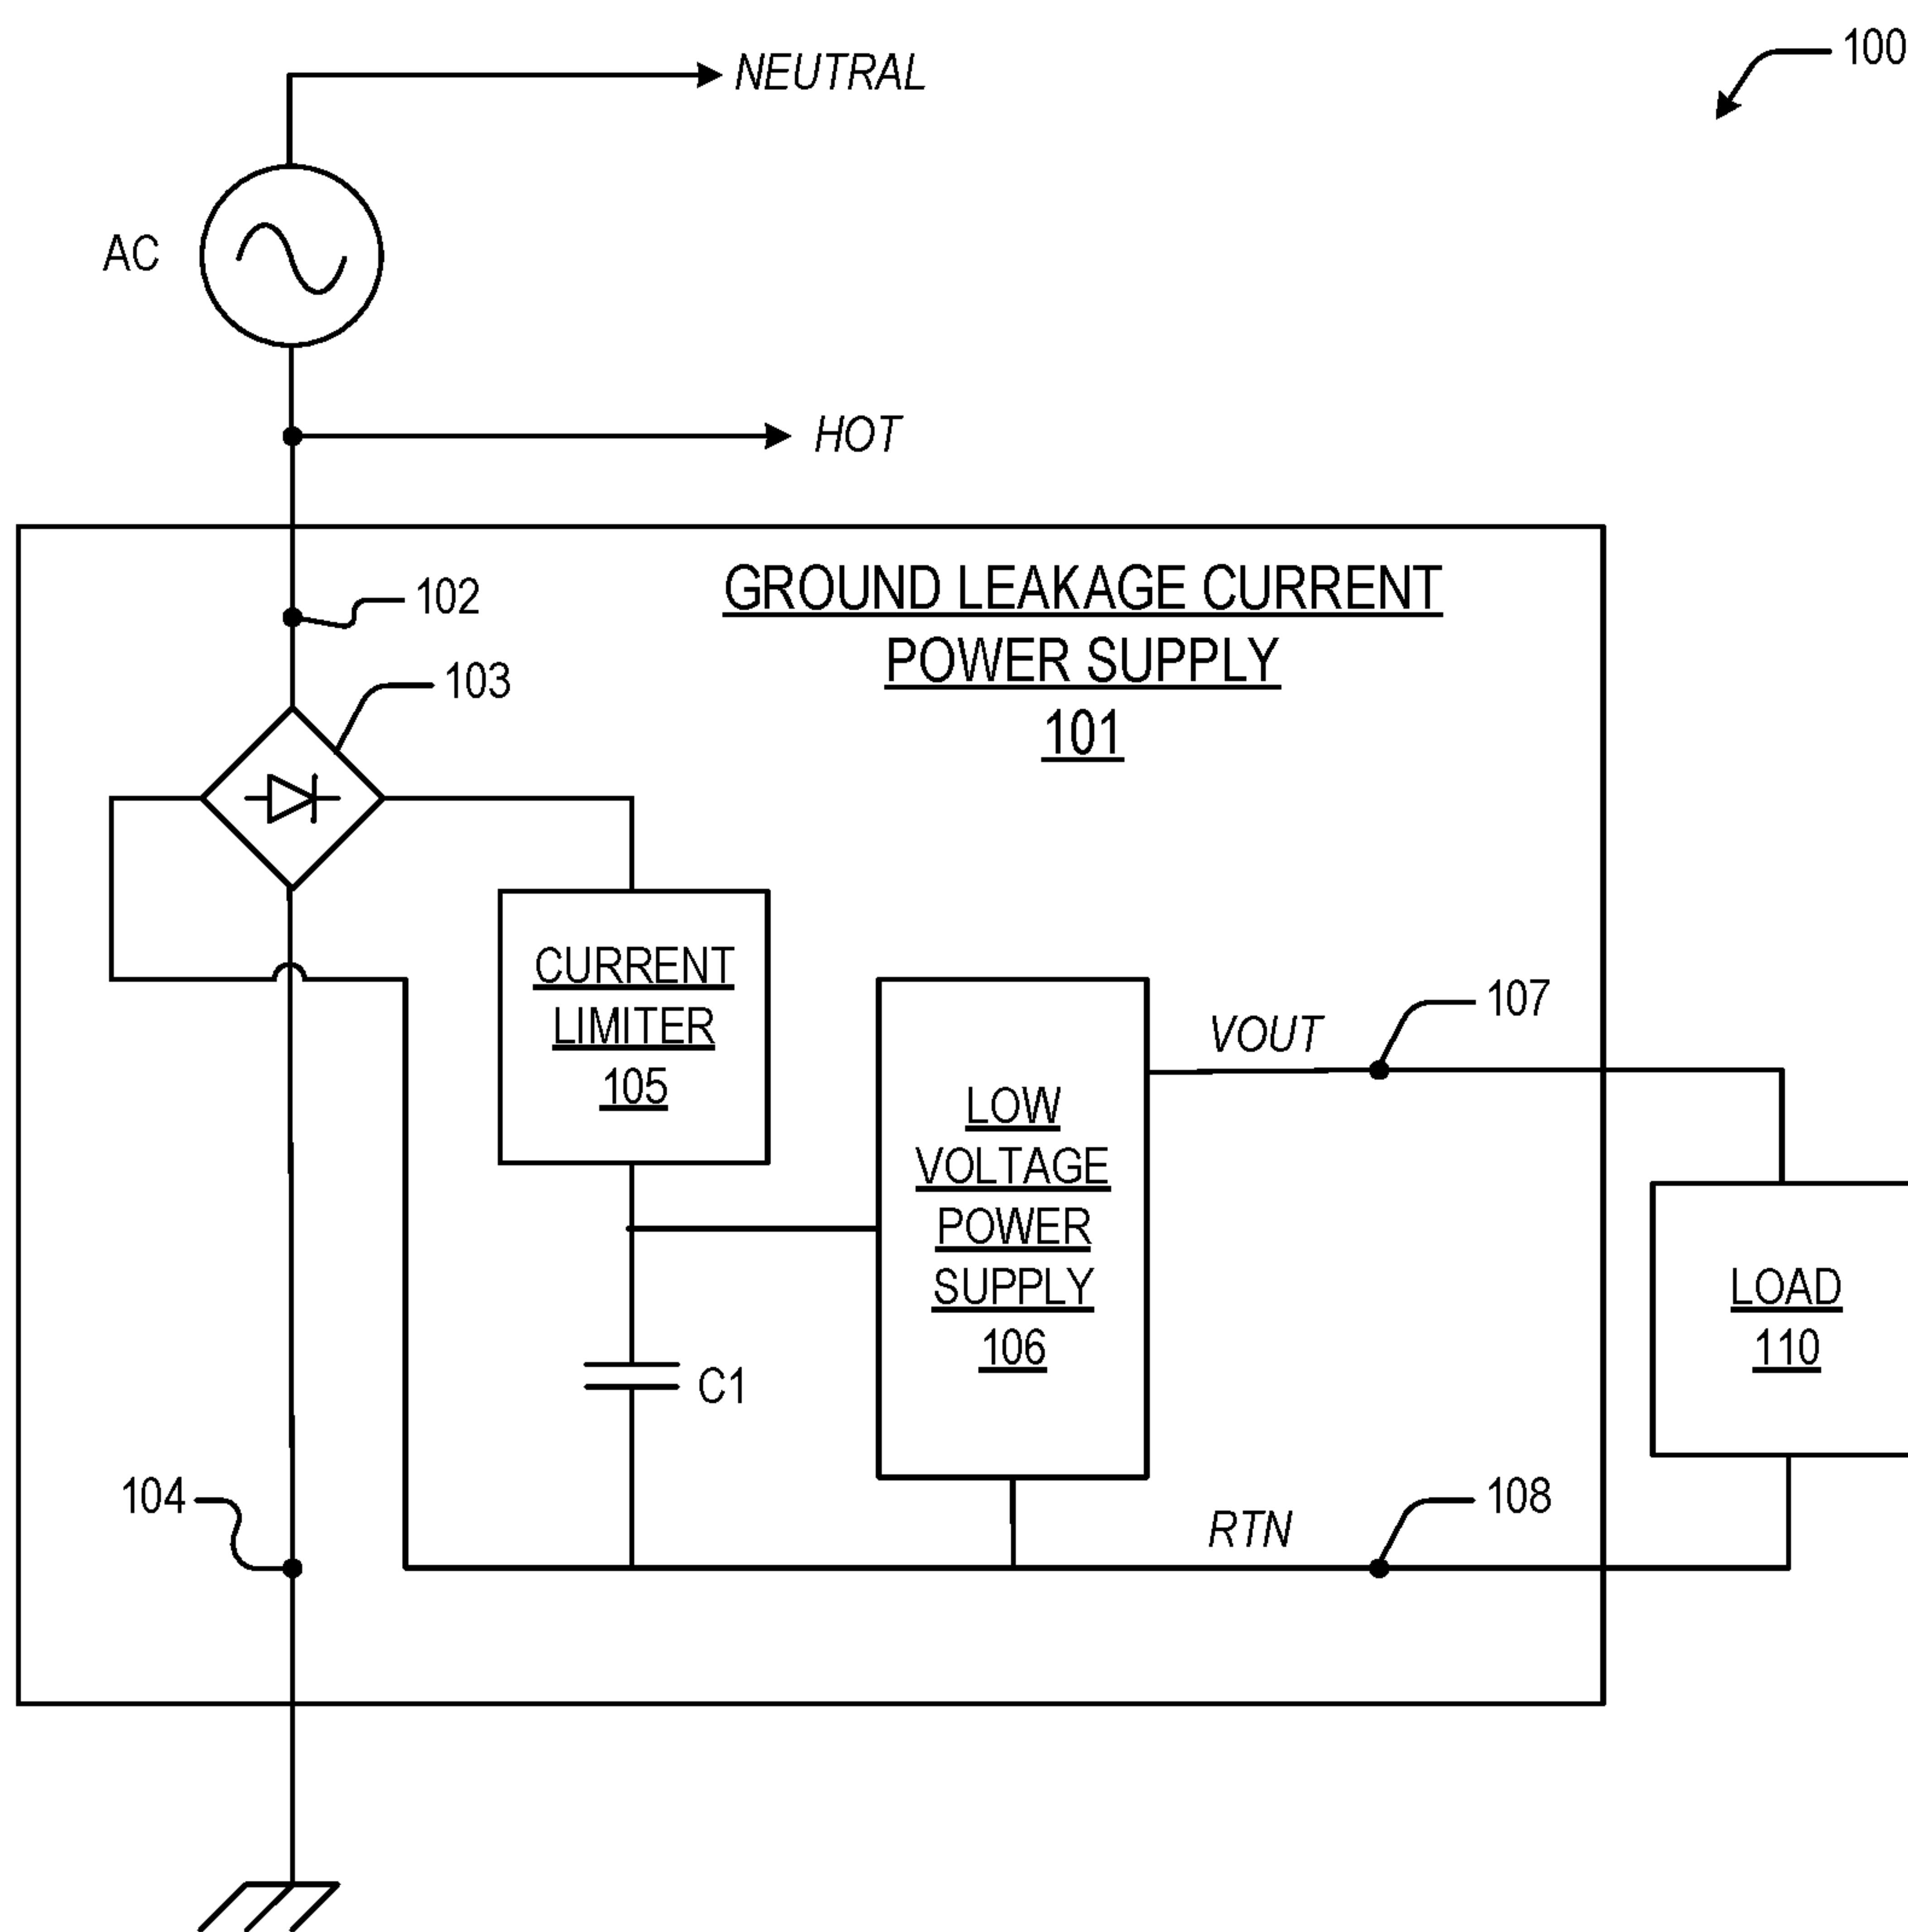 100
NEUTRAL
AC
HOT
102
GROUND LEAKAGE CURRENT
POWER SUPPLY
101
103
CURRENT
LIMITER
105
107
VOUT
LOW
VOLTAGE
POWER
SUPPLY
106
LOAD
110
C1
104
108
RTN